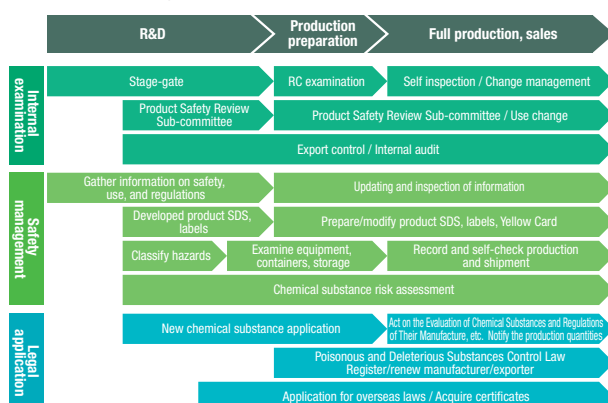 R&D
Production
preparation
Full production, sales
Internal
examination
Stage-gate
RC examination
Self inspection / Change management
Product Safety Review
Sub-committee
Product Safety Review Sub-committee / Use change
Export control / Internal audit
Safety
management
Gather information on safety,
use, and regulations
Updating and inspection of information
Developed product SDS,
labels
Prepare/modify product SDS, labels, Yellow Card
Classify hazards
Examine equipment,
containers, storage
Record and self-check production
and shipment
Chemical substance risk assessment
Legal
application
New chemical substance application
Act on the Evaluation of Chemical Substances and Regulations
of Their Manufacture, etc. Notify the production quantities
Poisonous and Deleterious Substances Control Law
Register/renew manufacturer/exporter
Application for overseas laws / Acquire certificates